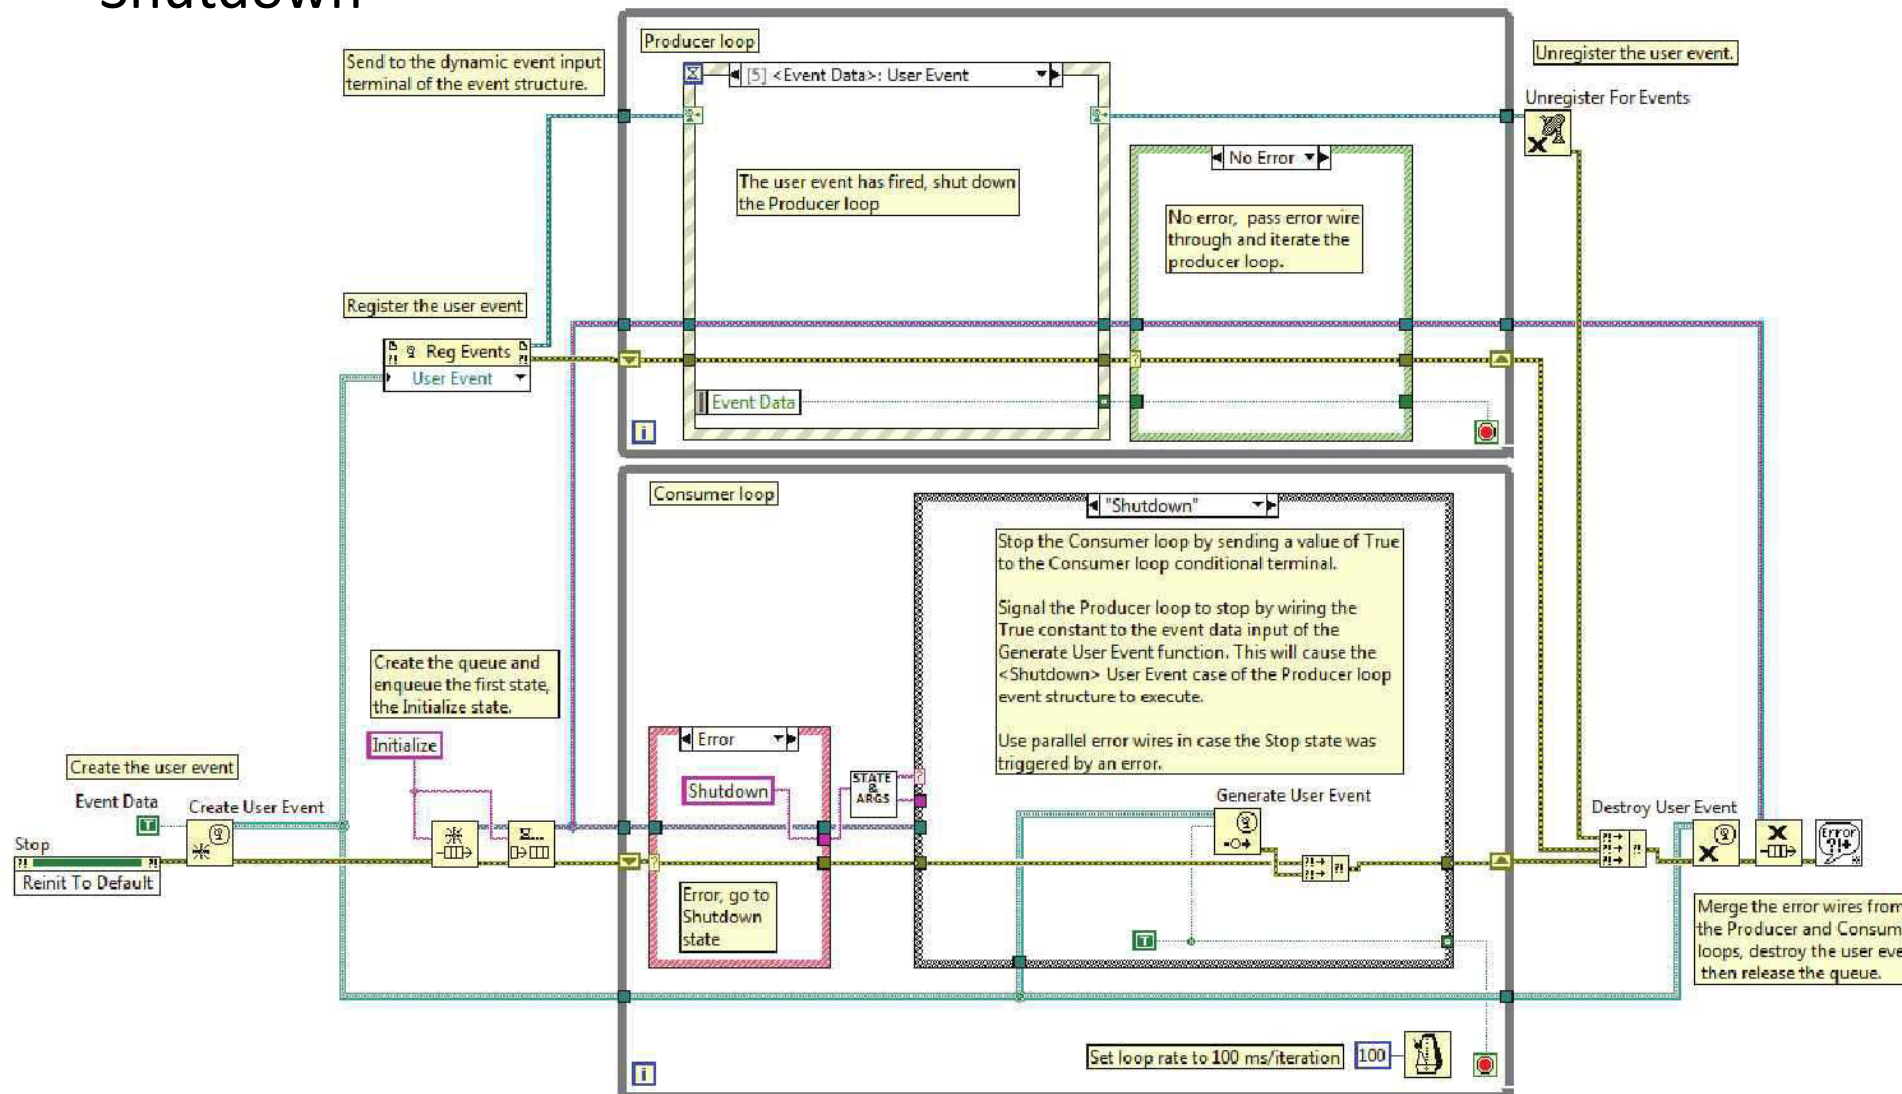 Shutdown
Producer loop
Send to the dynamic event input
terminal of the event structure.
[5] <Event Data>: User Event
Unregister the user event.
Unregister For Events
The user event has fired, shut down
the Producer loop
No Error
No error, pass error wire
through and iterate the
producer loop.
Register the user event
Reg Events
User Event
Event Data
i
Consumer loop
"Shutdown"
Stop the Consumer loop by sending a value of True
to the Consumer loop conditional terminal.
Signal the Producer loop to stop by wiring the
True constant to the event data input of the
Generate User Event function. This will cause the
<Shutdown> User Event case of the Producer loop
event structure to execute.
Use parallel error wires in case the Stop state was
triggered by an error.
Create the queue and
enqueue the first state,
the Initialize state.
Initialize
Error
Shutdown
STATE
&
ARGS
Error, go to
Shutdown
state
Create the user event
Event Data
T
Create User Event
Stop
Reinit To Default
Generate User Event
T
Destroy User Event
Error
?!+
Merge the error wires from
the Producer and Consum
loops, destroy the user eve
then release the queue.
Set loop rate to 100 ms/iteration
100
i